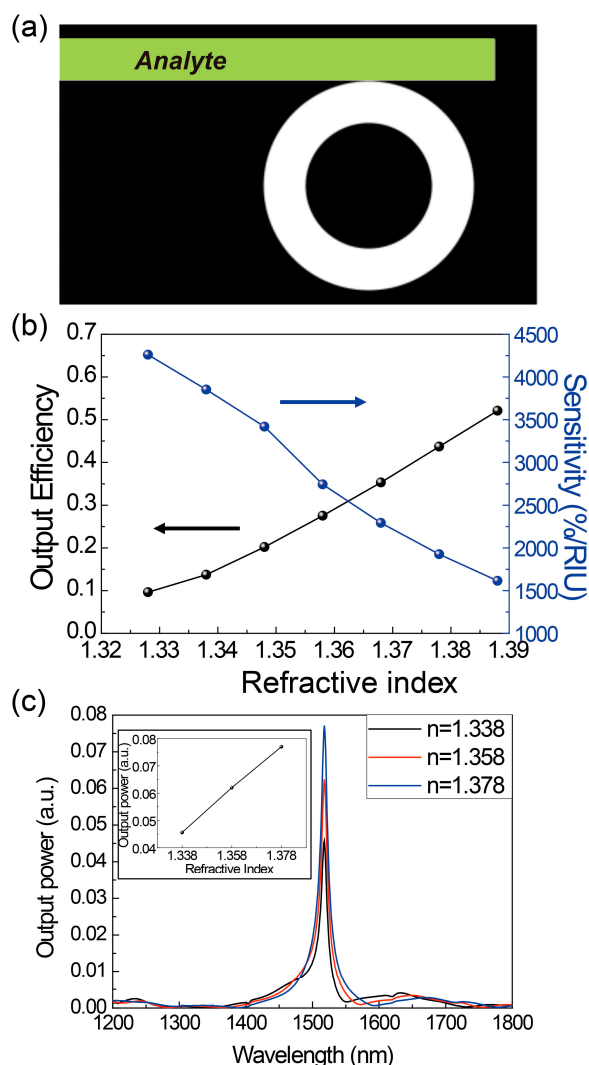 (a)
Analyte
(b)
0.7
0.6
0.5
0.4
0.3
0.2
0.1
0.0
Output Efficiency
4500
4000
3500
3000
2500
2000
1500
1000
Sensitivity (%/RIU)
1.32 1.33 1.34 1.35 1.36 1.37 1.38 1.39
Refractive index
(c)
0.08
0.07
0.06
0.05
0.04
0.03
0.02
0.01
0.00
Output power (a.u.)
0.08
0.07
0.06
0.05
0.04
Output power (a.u.)
1.338 1.358 1.378
Refractive Index
n=1.338
n=1.358
n=1.378
1200 1300 1400 1500 1600 1700 1800
Wavelength (nm)